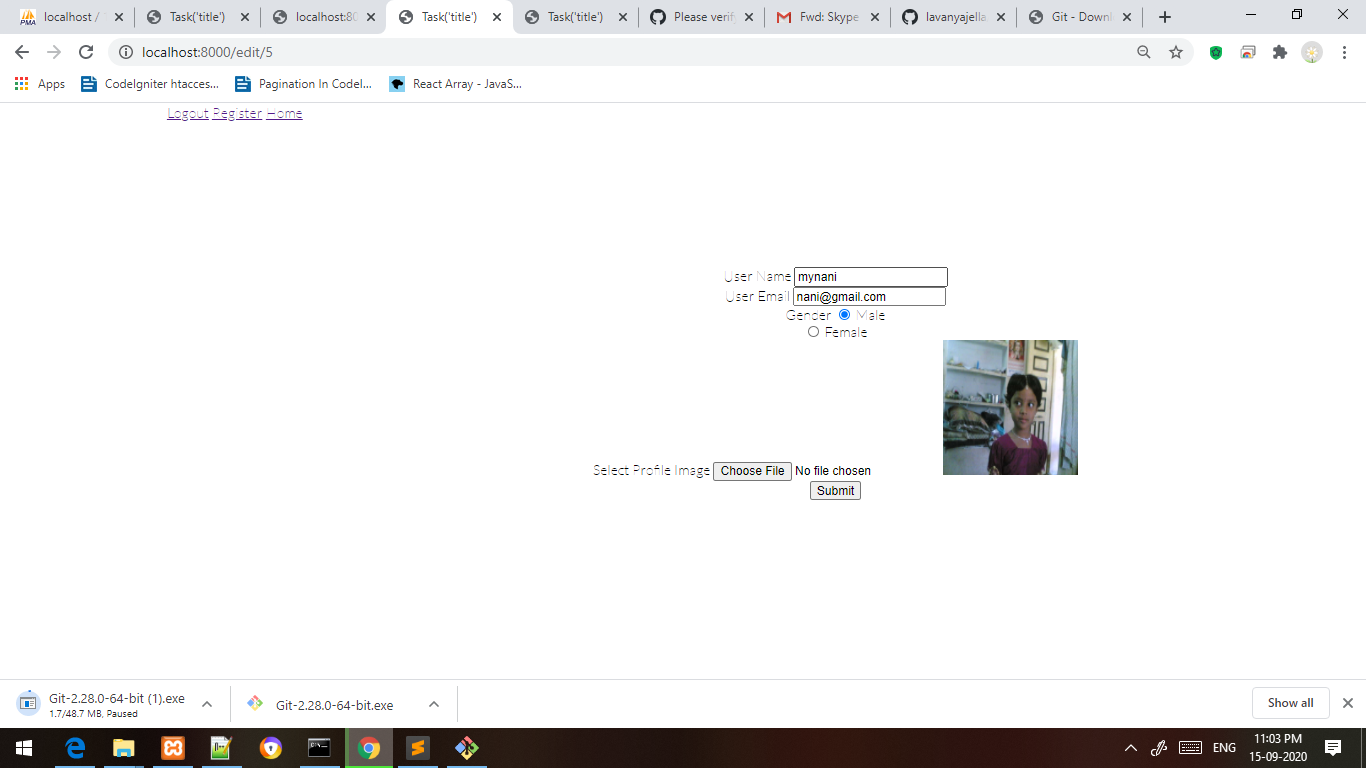 localhost / 
Task('title')
localhost:80
Task('title')
Task('title')
Please verif
Fwd: Skype
lavanyajella
Git - Downl
localhost:8000/edit/5
Apps
CodeIgniter htacces...
Pagination In CodeI...
React Array - JavaS...
Logout Register Home
User Name mynani
User Email nani@gmail.com
Gender Male
Female
Select Profile Image Choose File No file chosen
Submit
Git-2.28.0-64-bit (1).exe
1.7/48.7 MB, Paused
Git-2.28.0-64-bit.exe
Show all
ENG
11:03 PM
15-09-2020